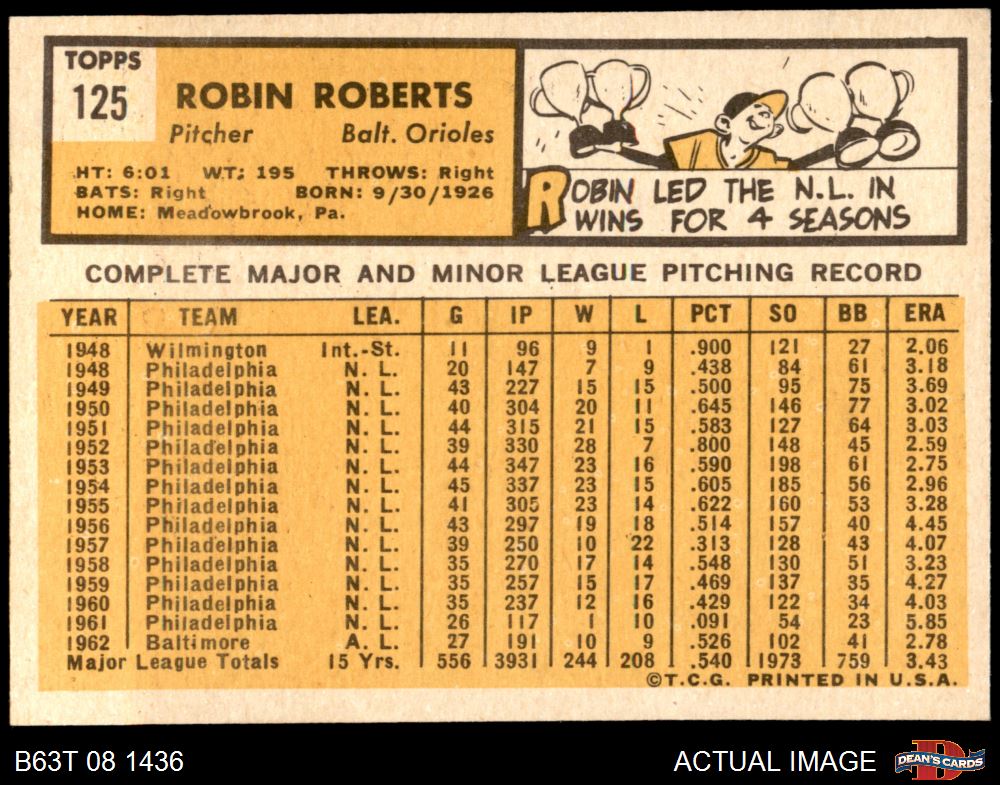 TOPPS
125
ROBIN ROBERTS
Pitcher Balt. Orioles
HT: 6:01 WT: 195 THROWS: Right
BATS: Right BORN: 9/30/1926
HOME: Meadowbrook, Pa.
ROBIN LED THE N.L. IN
WINS FOR 4 SEASONS
COMPLETE MAJOR AND MINOR LEAGUE PITCHING RECORD
YEAR TEAM LEA. G IP W L PCT SO BB ERA
1948 Wilmington Int.-St. 11 96 9 1 .900 121 27 2.06
1948 Philadelphia N. L. 20 147 7 9 .438 84 61 3.18
1949 Philadelphia N. L. 43 227 15 15 .500 95 75 3.69
1950 Philadelphia N. L. 40 304 20 11 .645 146 77 3.02
1951 Philadelphia N. L. 44 315 21 15 .583 127 64 3.03
1952 Philadelphia N. L. 39 330 28 7 .800 148 45 2.59
1953 Philadelphia N. L. 44 347 23 16 .590 198 61 2.75
1954 Philadelphia N. L. 45 337 23 15 .605 185 56 2.96
1955 Philadelphia N. L. 41 305 23 14 .622 160 53 3.28
1956 Philadelphia N. L. 43 297 19 18 .514 157 40 4.45
1957 Philadelphia N. L. 39 250 10 22 .313 128 43 4.07
1958 Philadelphia N. L. 35 270 17 14 .548 130 51 3.23
1959 Philadelphia N. L. 35 257 15 17 .469 137 35 4.27
1960 Philadelphia N. L. 35 237 12 16 .429 122 34 4.03
1961 Philadelphia N. L. 26 117 1 10 .091 54 23 5.85
1962 Baltimore A. L. 27 191 10 9 .526 102 41 2.78
Major League Totals 15 Yrs. 556 3931 244 208 .540 1973 759 3.43
©T.C.G. PRINTED IN U.S.A.
B63T 08 1436 ACTUAL IMAGE DEAN'S CARDS